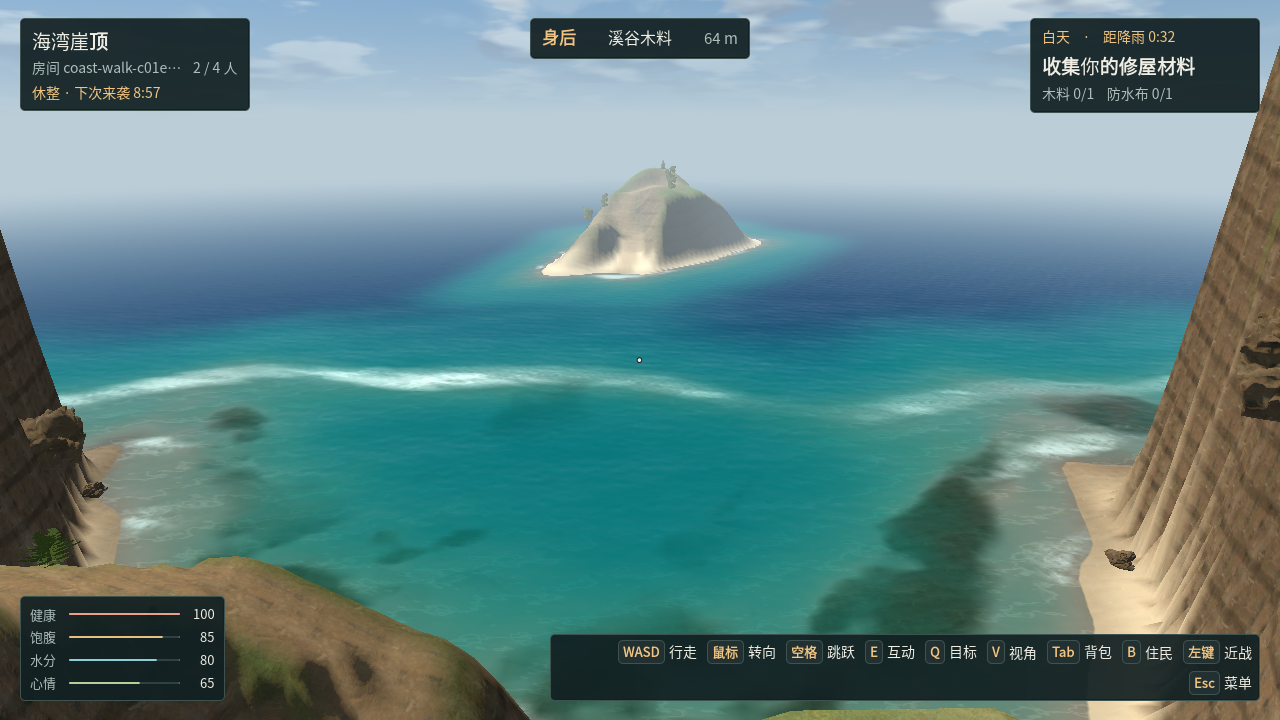 海湾崖顶
房间 coast-walk-c01e··· 2 / 4 人
休整 · 下次来袭 8:57
身后 溪谷木料 64 m
白天 · 距降雨 0:32
收集你的修屋材料
木料 0/1 防水布 0/1
健康 100
饱腹 85
水分 80
心情 65
WASD 行走 鼠标 转向 空格 跳跃 E 互动 Q 目标 V 视角 Tab 背包 B 住民 左键 近战
Esc 菜单